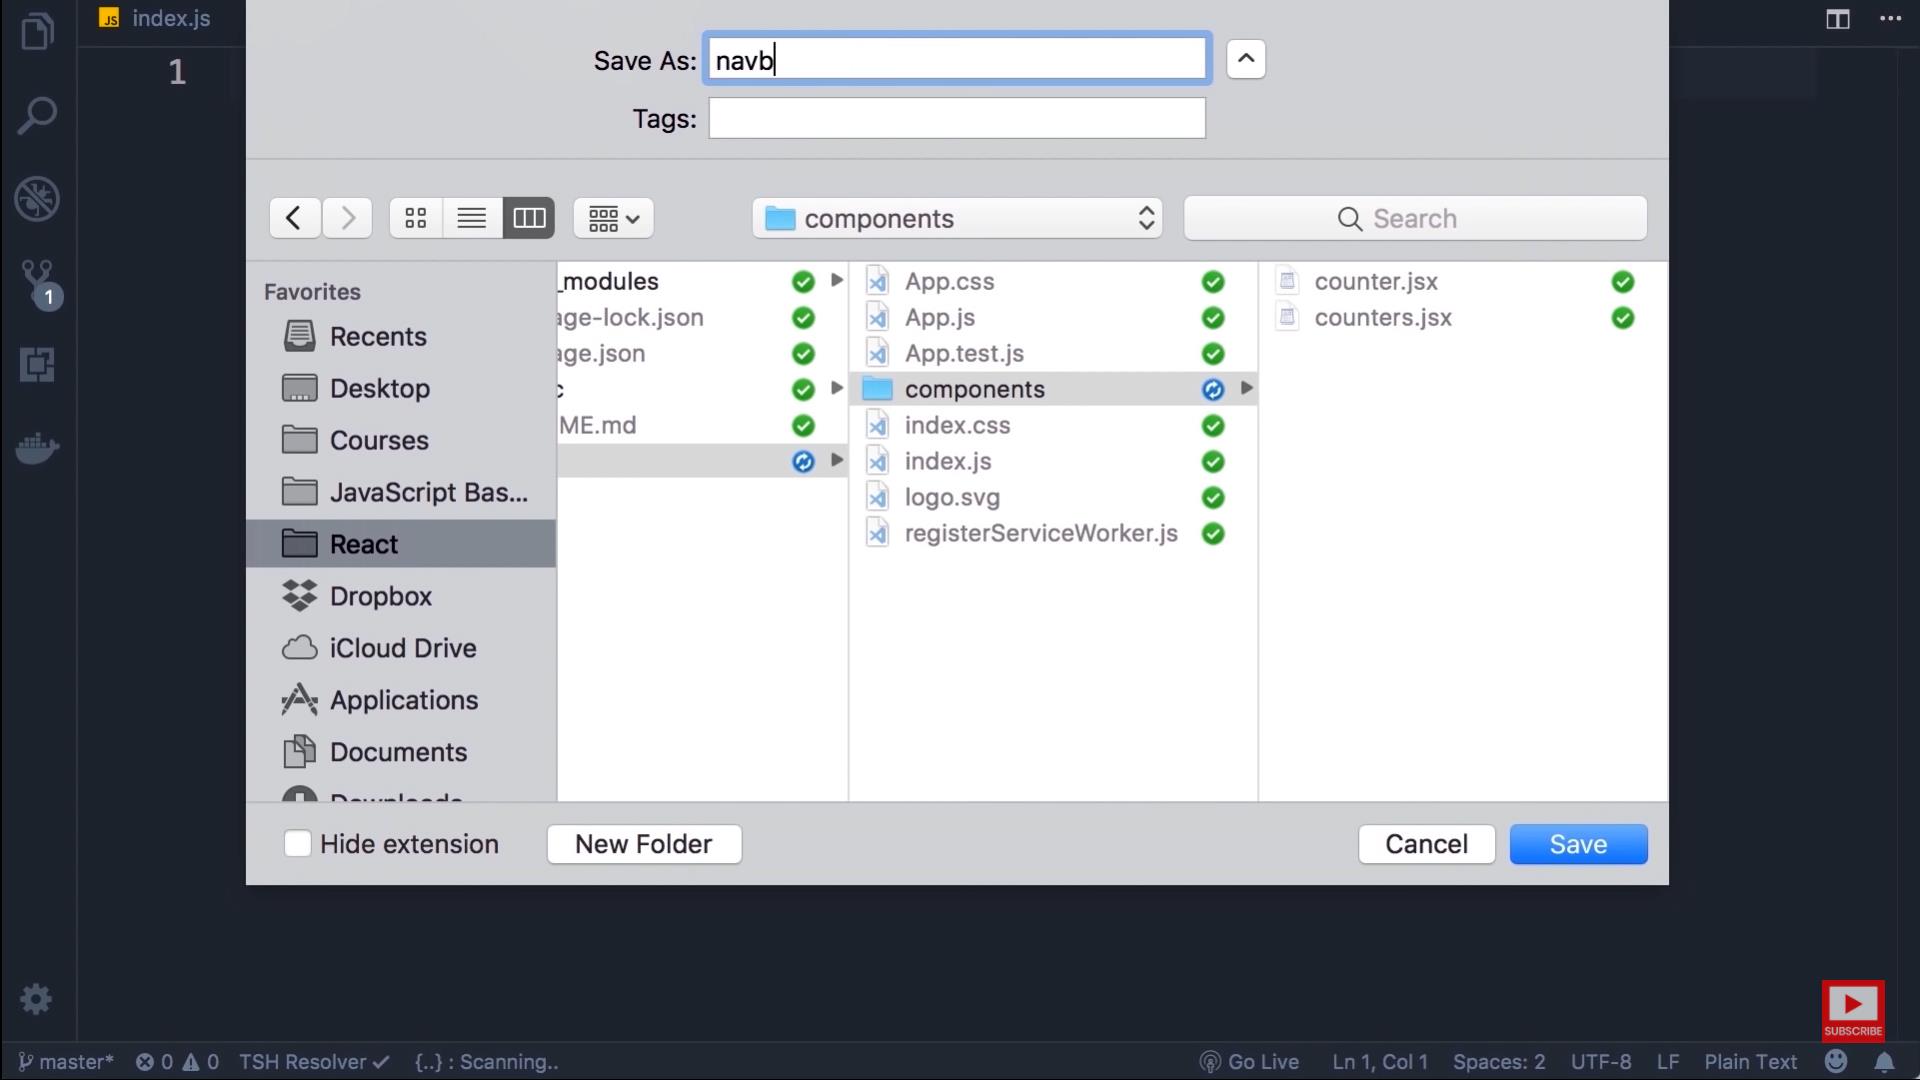 JS index.js
1
Save As: navb
Tags:
components
Search
Favorites
Recents
Desktop
Courses
JavaScript Bas...
React
Dropbox
iCloud Drive
Applications
Documents
Downloads
_modules
age-lock.json
age.json
c
ME.md
App.css
App.js
App.test.js
components
index.css
index.js
logo.svg
registerServiceWorker.js
counter.jsx
counters.jsx
Hide extension
New Folder
Cancel
Save
1
SUBSCRIBE
master* 0 0 TSH Resolver {..} : Scanning.. Go Live Ln 1, Col 1 Spaces: 2 UTF-8 LF Plain Text